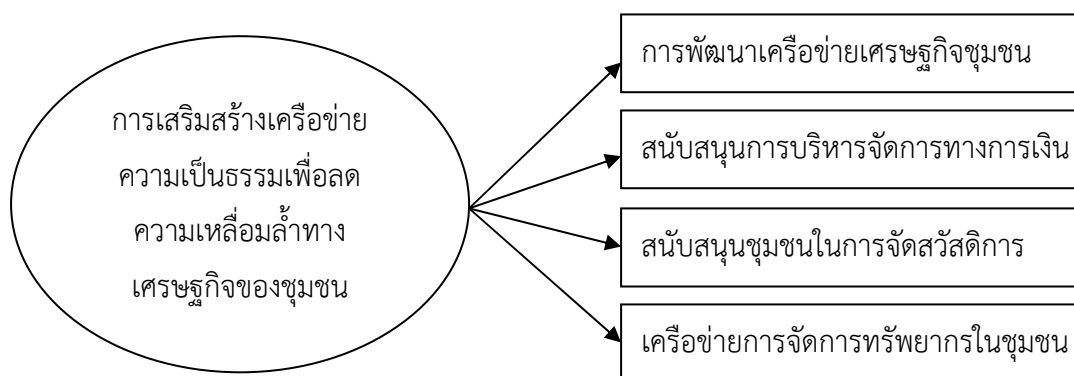 การเสริมสร้างเครือข่าย
ความเป็นธรรมเพื่อลด
ความเหลื่อมล้ำทาง
เศรษฐกิจของชุมชน
การพัฒนาเครือข่ายเศรษฐกิจชุมชน
สนับสนุนการบริหารจัดการทางการเงิน
สนับสนุนชุมชนในการจัดสวัสดิการ
เครือข่ายการจัดการทรัพยากรในชุมชน